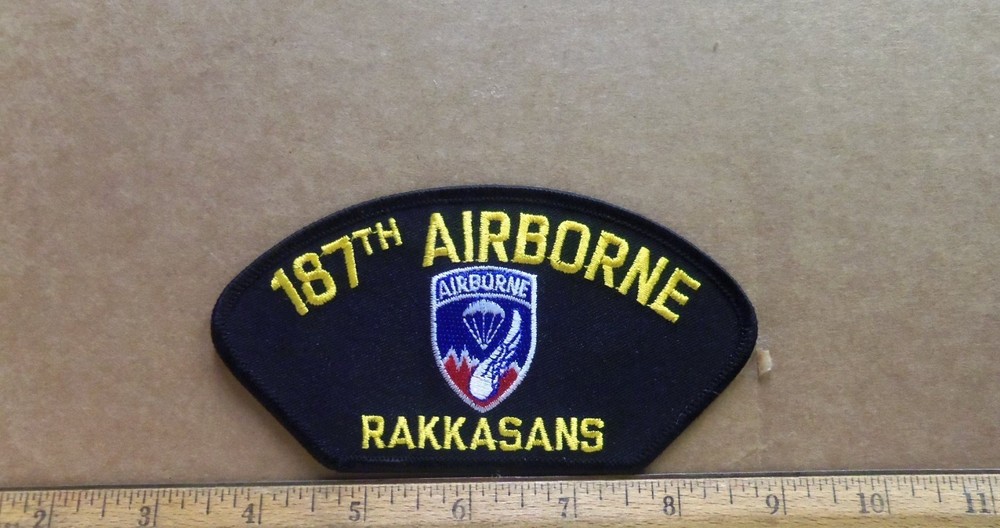 187TH AIRBORNE
AIRBORNE
RAKKASANS
2 3 4 5 6 7 8 9 10 11